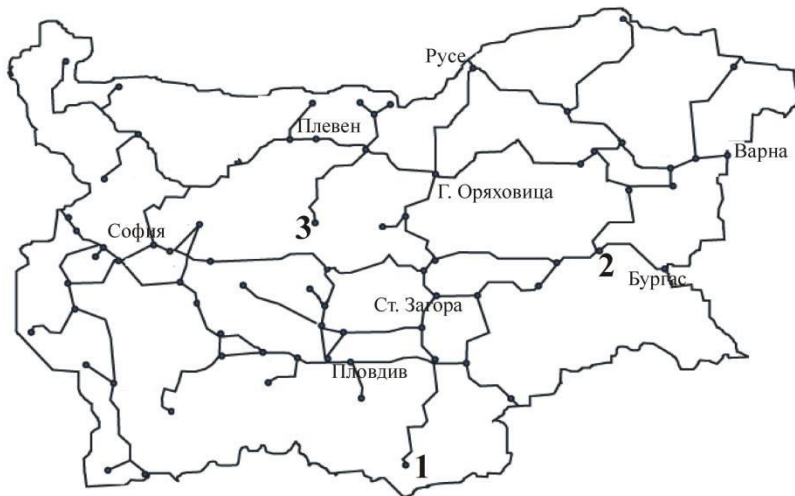 Русе
Плевен
Варна
Г. Оряховица
3
София
2
Бургас
Ст. Загора
Пловдив
1